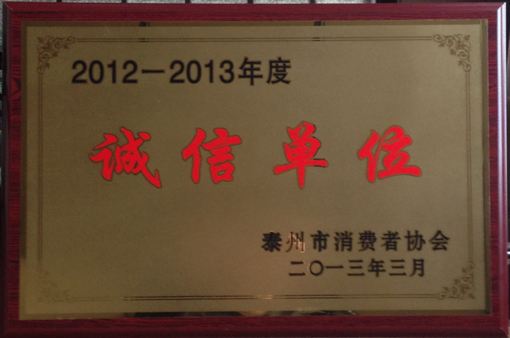 2012－2013年度
诚信单位
泰州市消费者协会
二〇一三年三月